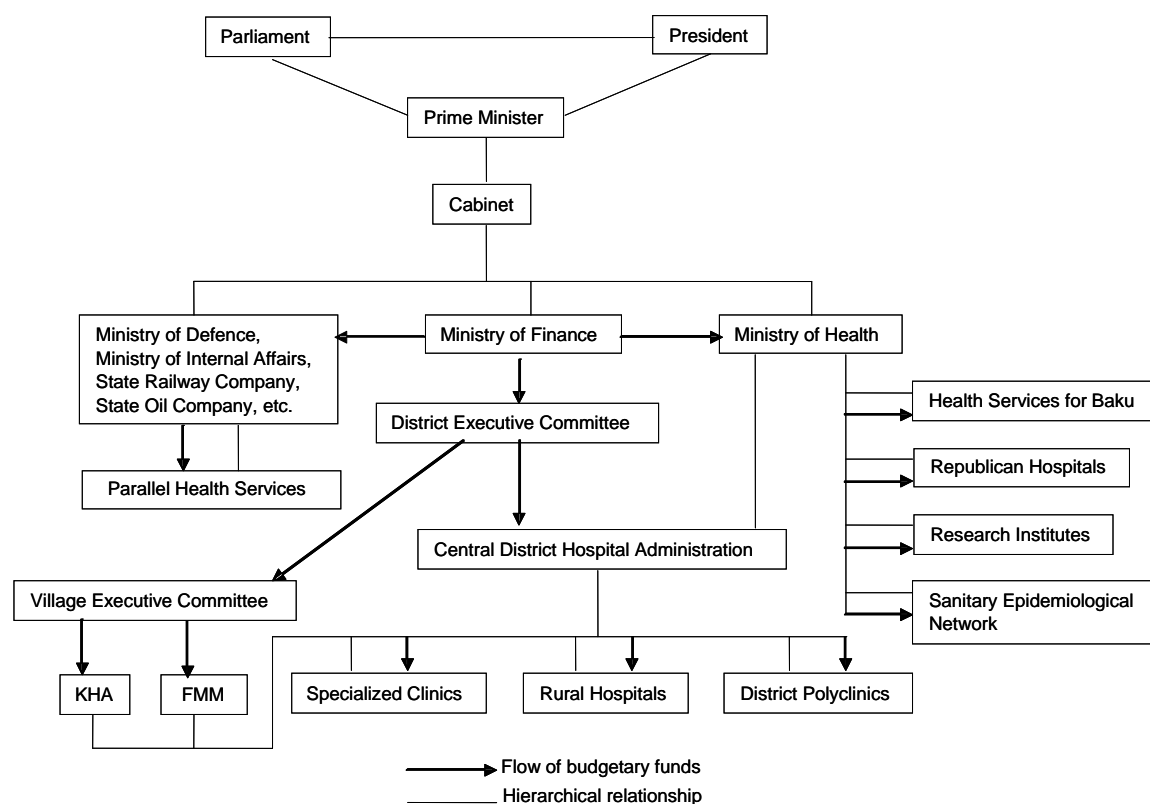 Parliament
President
Prime Minister
Cabinet
Ministry of Defence,
Ministry of Internal Affairs,
State Railway Company,
State Oil Company, etc.
Ministry of Finance
Ministry of Health
District Executive Committee
Health Services for Baku
Parallel Health Services
Republican Hospitals
Central District Hospital Administration
Research Institutes
Village Executive Committee
Sanitary Epidemiological
Network
KHA
FMM
Specialized Clinics
Rural Hospitals
District Polyclinics
Flow of budgetary funds
Hierarchical relationship